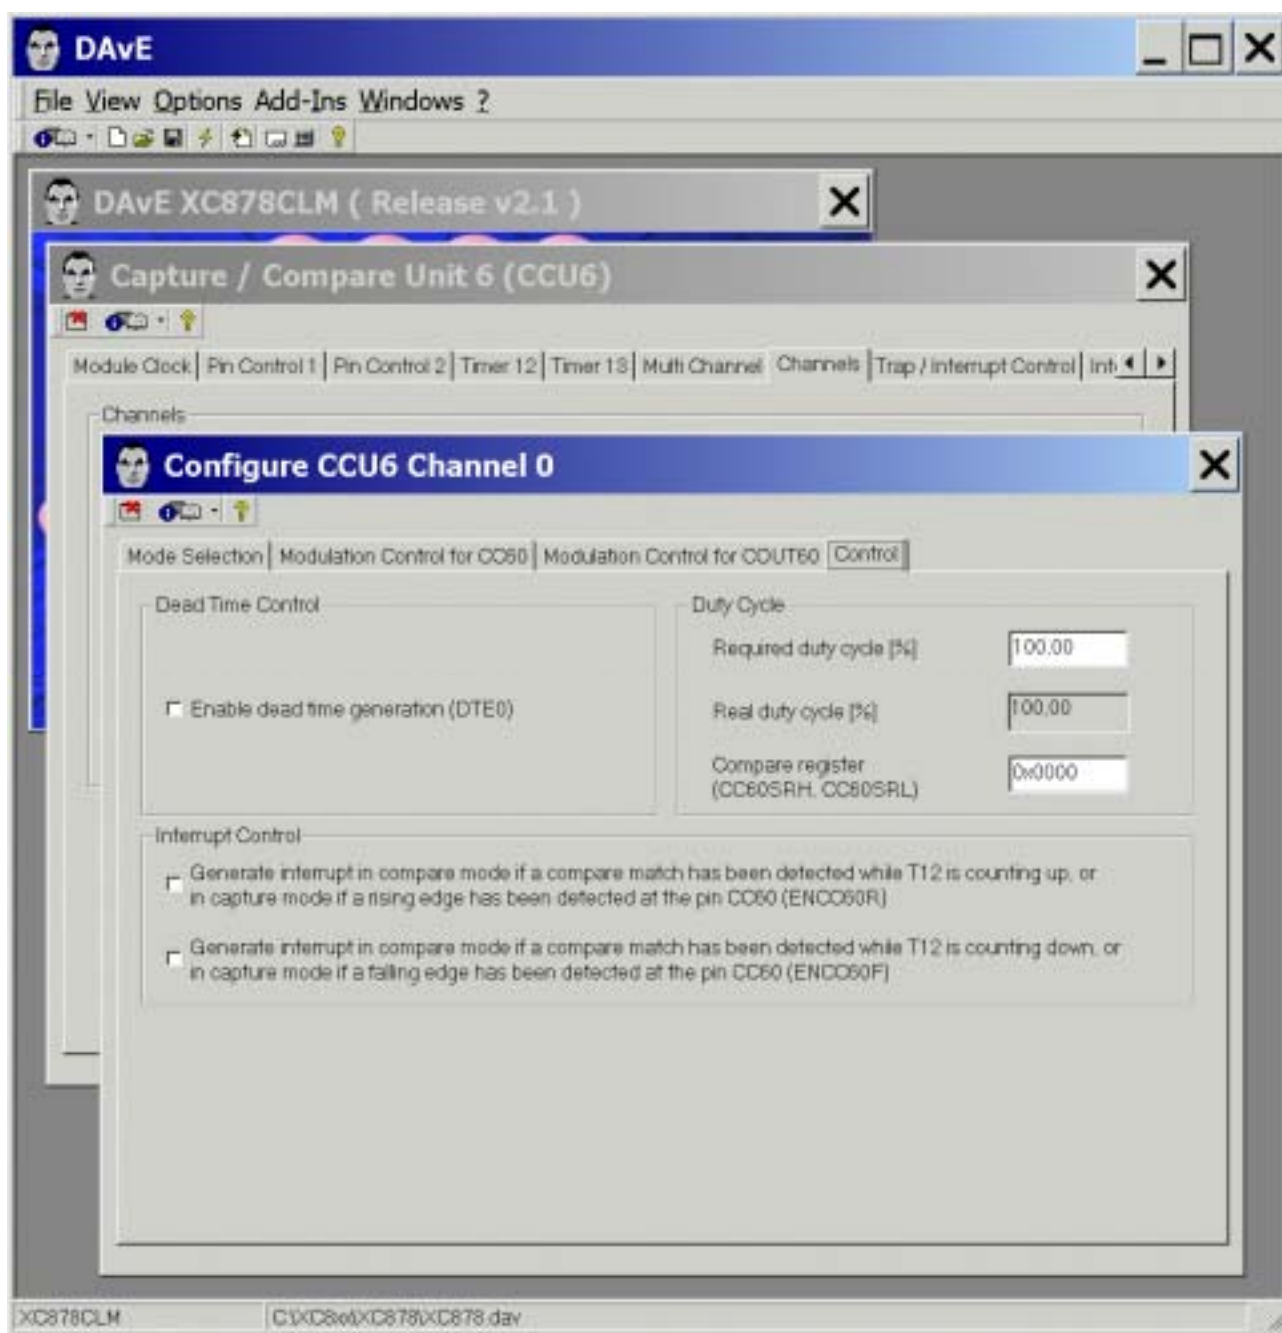 DAvE
File View Options Add-Ins Windows ?
DAvE XC878CLM ( Release v2.1 )
Capture / Compare Unit 6 (CCU6)
Module Clock Pin Control 1 Pin Control 2 Timer 12 Timer 13 Multi Channel Channels Trap / Interrupt Control Int
Channels
Configure CCU6 Channel 0
Mode Selection Modulation Control for CC60 Modulation Control for COUT60 Control
Dead Time Control
Duty Cycle
Required duty cycle [%] 100.00
Enable dead time generation (DTE0)
Real duty cycle [%] 100.00
Compare register
(CC60SRH, CC60SRL) 0x0000
Interrupt Control
Generate interrupt in compare mode if a compare match has been detected while T12 is counting up, or
in capture mode if a rising edge has been detected at the pin CC60 (ENCC60R)
Generate interrupt in compare mode if a compare match has been detected while T12 is counting down, or
in capture mode if a falling edge has been detected at the pin CC60 (ENCC60F)
XC878CLM C:\XC8xx\XC878\XC878.dav